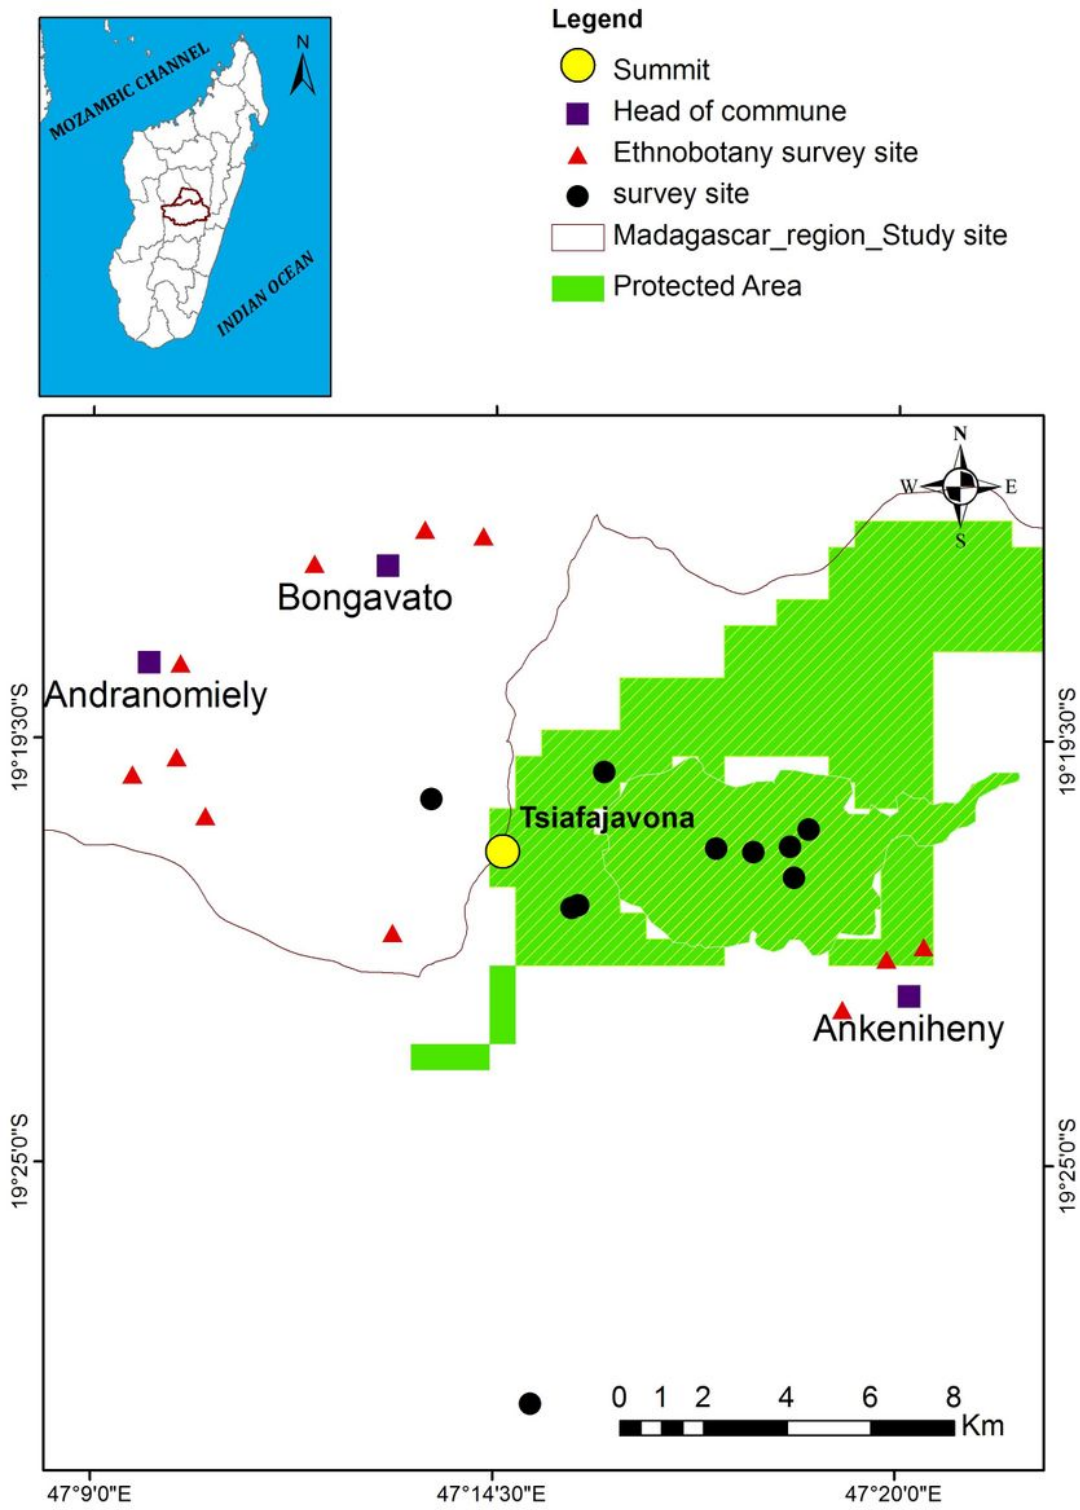 MOZAMBIC CHANNEL
N
INDIAN OCEAN
Legend
Summit
Head of commune
Ethnobotany survey site
survey site
Madagascar_region_Study site
Protected Area
N
W E
S
Bongavato
Andranomiely
19°19'30"S
19°19'30"S
Tsiafajavona
Ankeniheny
19°25'0"S
19°25'0"S
0 1 2 4 6 8
Km
47°9'0"E 47°14'30"E 47°20'0"E